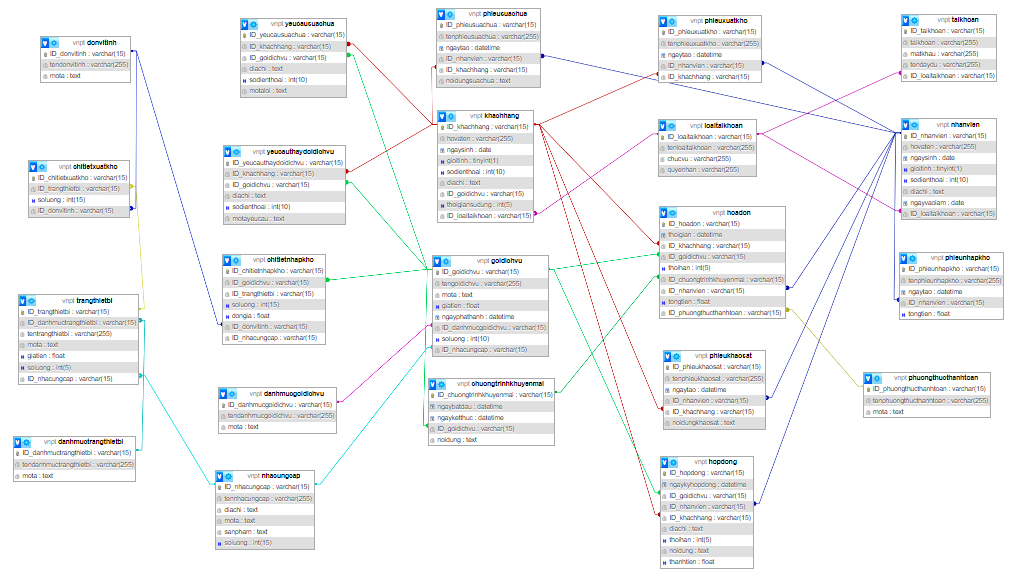 vnpt donvitinh
ID_donvitinh : varchar(15)
tendonvitinh : varchar(255)
mota : text
vnpt chitietxuatkho
ID_chitietxuatkho : varchar(15)
ID_trangthietbi : varchar(15)
soluong : int(15)
ID_donvitinh : varchar(15)
vnpt trangthietbi
ID_trangthietbi : varchar(15)
ID_danhmuctrangthietbi : varchar(15)
tentrangthietbi : varchar(255)
mota : text
giatien : float
soluong : int(5)
ID_nhacungcap : varchar(15)
vnpt danhmuctrangthietbi
ID_danhmuctrangthietbi : varchar(15)
tendanhmuctrangthietbi : varchar(255)
mota : text
vnpt yeucausuachua
ID_yeucausuachua : varchar(15)
ID_khachhang : varchar(15)
ID_goidichvu : varchar(15)
diachi : text
sodienthoai : int(10)
motaloi : text
vnpt yeucauthaydoidichvu
ID_yeucauthaydoidichvu : varchar(15)
ID_khachhang : varchar(15)
ID_goidichvu : varchar(15)
diachi : text
sodienthoai : int(10)
motayeucau : text
vnpt chitietnhapkho
ID_chitietnhapkho : varchar(15)
ID_goidichvu : varchar(15)
ID_trangthietbi : varchar(15)
soluong : int(15)
dongia : float
ID_donvitinh : varchar(15)
ID_nhacungcap : varchar(15)
vnpt danhmucgoidichvu
ID_danhmucgoidichvu : varchar(15)
tendanhmucgoidichvu : varchar(255)
mota : text
vnpt nhacungcap
ID_nhacungcap : varchar(15)
tennhacungcap : varchar(255)
diachi : text
mota : text
sanpham : text
soluong : int(15)
vnpt phieusuachua
ID_phieusuachua : varchar(15)
tenphieusuachua : varchar(255)
ngaytao : datetime
ID_nhanvien : varchar(15)
ID_khachhang : varchar(15)
noidungsuachua : text
vnpt khachhang
ID_khachhang : varchar(15)
hovaten : varchar(255)
ngaysinh : date
gioitinh : tinyint(1)
sodienthoai : int(10)
diachi : text
ID_goidichvu : varchar(15)
thoigiansudung : int(5)
ID_loaitaikhoan : varchar(15)
vnpt goidichvu
ID_goidichvu : varchar(15)
tengoidichvu : varchar(255)
mota : text
giatien : float
ngayphathanh : datetime
ID_danhmucgoidichvu : varchar(15)
soluong : int(10)
ID_nhacungcap : varchar(15)
vnpt chuongtrinhkhuyenmai
ID_chuongtrinhkhuyenmai : varchar(15)
ngaybatdau : datetime
ngayketthuc : datetime
ID_goidichvu : varchar(15)
noidung : text
vnpt phieuxuatkho
ID_phieuxuatkho : varchar(15)
tenphieuxuatkho : varchar(255)
ngaytao : datetime
ID_nhanvien : varchar(15)
ID_khachhang : varchar(15)
vnpt loaitaikhoan
ID_loaitaikhoan : varchar(15)
tenloaitaikhoan : varchar(255)
chucvu : varchar(255)
quyenhan : varchar(255)
vnpt hoadon
ID_hoadon : varchar(15)
thoigian : datetime
ID_khachhang : varchar(15)
ID_goidichvu : varchar(15)
thoihan : int(5)
ID_chuongtrinhkhuyenmai : varchar(15)
ID_nhanvien : varchar(15)
tongtien : float
ID_phuongthucthanhtoan : varchar(15)
vnpt phieukhaosat
ID_phieukhaosat : varchar(15)
tenphieukhaosat : varchar(255)
ngaytao : datetime
ID_nhanvien : varchar(15)
ID_khachhang : varchar(15)
noidungkhaosat : text
vnpt hopdong
ID_hopdong : varchar(15)
ngaykyhopdong : datetime
ID_goidichvu : varchar(15)
ID_nhanvien : varchar(15)
ID_khachhang : varchar(15)
diachi : text
thoihan : int(5)
noidung : text
thanhtien : float
vnpt taikhoan
ID_taikhoan : varchar(15)
taikhoan : varchar(255)
matkhau : varchar(255)
tendaydu : varchar(255)
ID_loaitaikhoan : varchar(15)
vnpt nhanvien
ID_nhanvien : varchar(15)
hovaten : varchar(255)
ngaysinh : date
gioitinh : tinyint(1)
sodienthoai : int(10)
diachi : text
ngayvaolam : date
ID_loaitaikhoan : varchar(15)
vnpt phieunhapkho
ID_phieunhapkho : varchar(15)
tenphieunhapkho : varchar(255)
ngaytao : datetime
ID_nhanvien : varchar(15)
tongtien : float
vnpt phuongthucthanhtoan
ID_phuongthucthanhtoan : varchar(15)
tenphuongthucthanhtoan : varchar(255)
mota : text